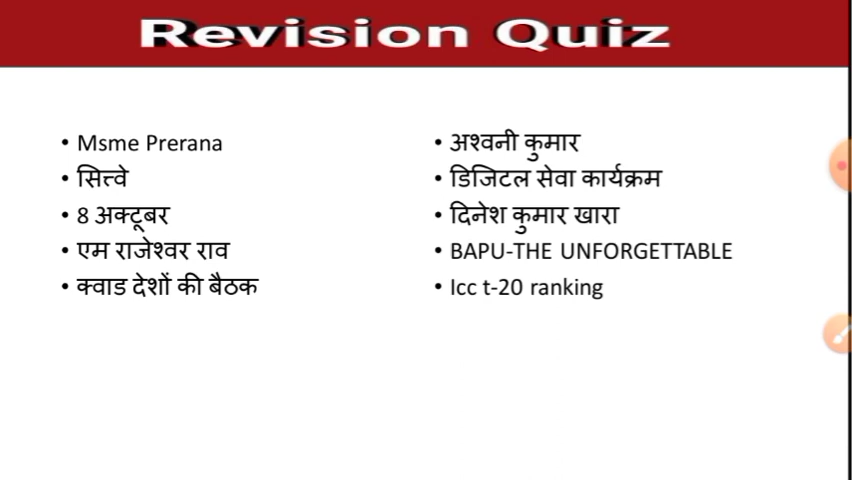 Revision Quiz
• Msme Prerana
• सित्त्वे
• 8 अक्टूबर
• एम राजेश्वर राव
• क्वाड देशों की बैठक
• अश्वनी कुमार
• डिजिटल सेवा कार्यक्रम
• दिनेश कुमार खारा
• BAPU-THE UNFORGETTABLE
• Icc t-20 ranking